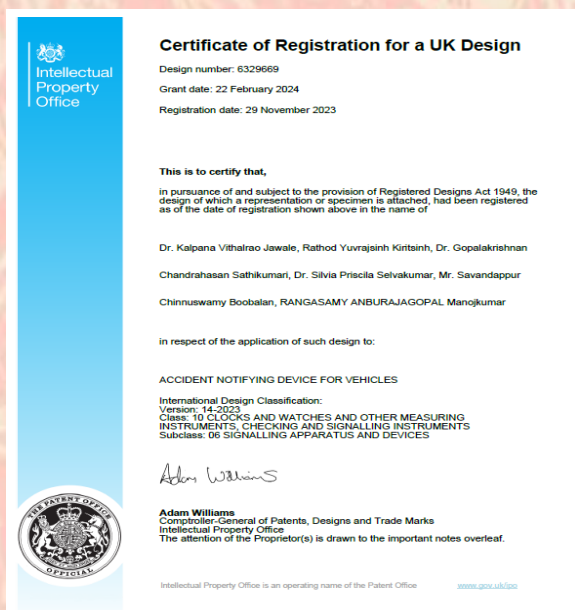 Intellectual
Property
Office
Certificate of Registration for a UK Design
Design number: 6329669
Grant date: 22 February 2024
Registration date: 29 November 2023
This is to certify that,
in pursuance of and subject to the provision of Registered Designs Act 1949, the
design of which a representation or specimen is attached, had been registered
as of the date of registration shown above in the name of
Dr. Kalpana Vithalrao Jawale, Rathod Yuvrajsinh Kiritsinh, Dr. Gopalakrishnan
Chandrahasan Sathikumari, Dr. Silvia Priscila Selvakumar, Mr. Savandappur
Chinnuswamy Boobalan, RANGASAMY ANBURAJAGOPAL Manojkumar
in respect of the application of such design to:
ACCIDENT NOTIFYING DEVICE FOR VEHICLES
International Design Classification:
Version: 14-2023
Class: 10 CLOCKS AND WATCHES AND OTHER MEASURING
INSTRUMENTS, CHECKING AND SIGNALLING INSTRUMENTS
Subclass: 06 SIGNALLING APPARATUS AND DEVICES
Adam Williams
Adam Williams
Comptroller-General of Patents, Designs and Trade Marks
Intellectual Property Office
The attention of the Proprietor(s) is drawn to the important notes overleaf.
THE PATENT OFFICE
OFFICIAL
Intellectual Property Office is an operating name of the Patent Office www.gov.uk/ipo